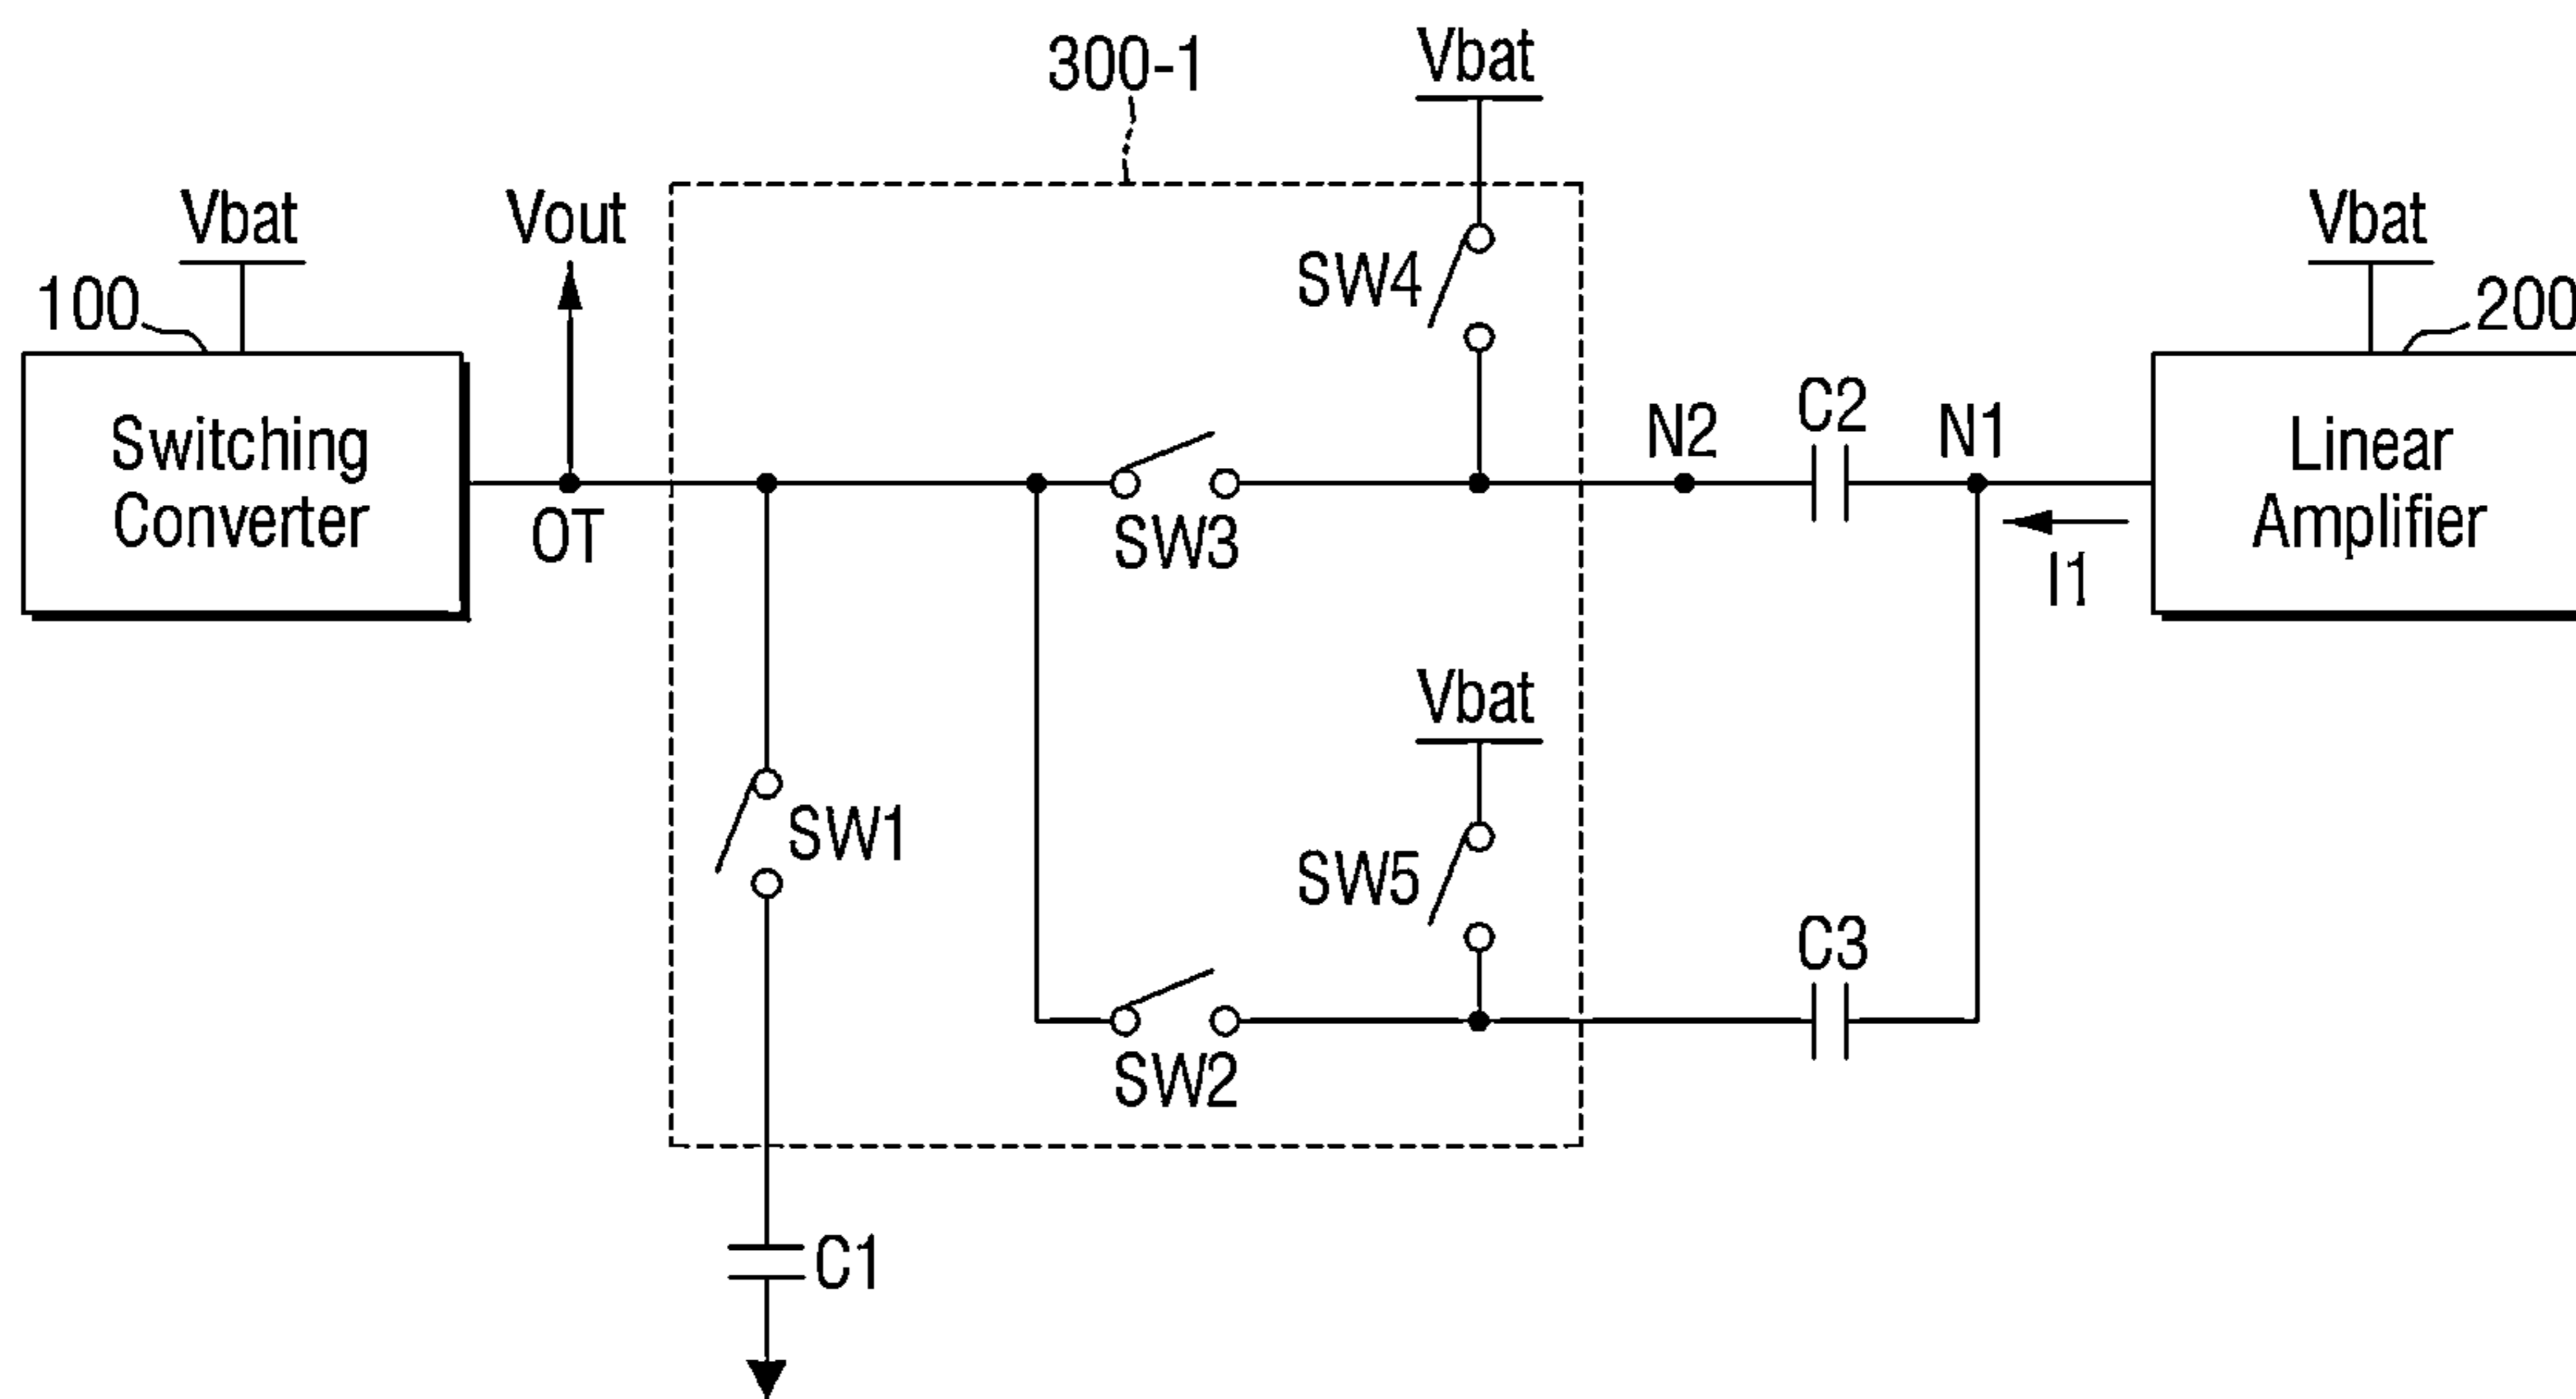 300-1
Vbat
Vbat
Vout
Vbat
100
SW4
200
Switching
Converter
OT
SW3
N2
C2
N1
I1
Linear
Amplifier
Vbat
SW1
SW5
C3
SW2
C1